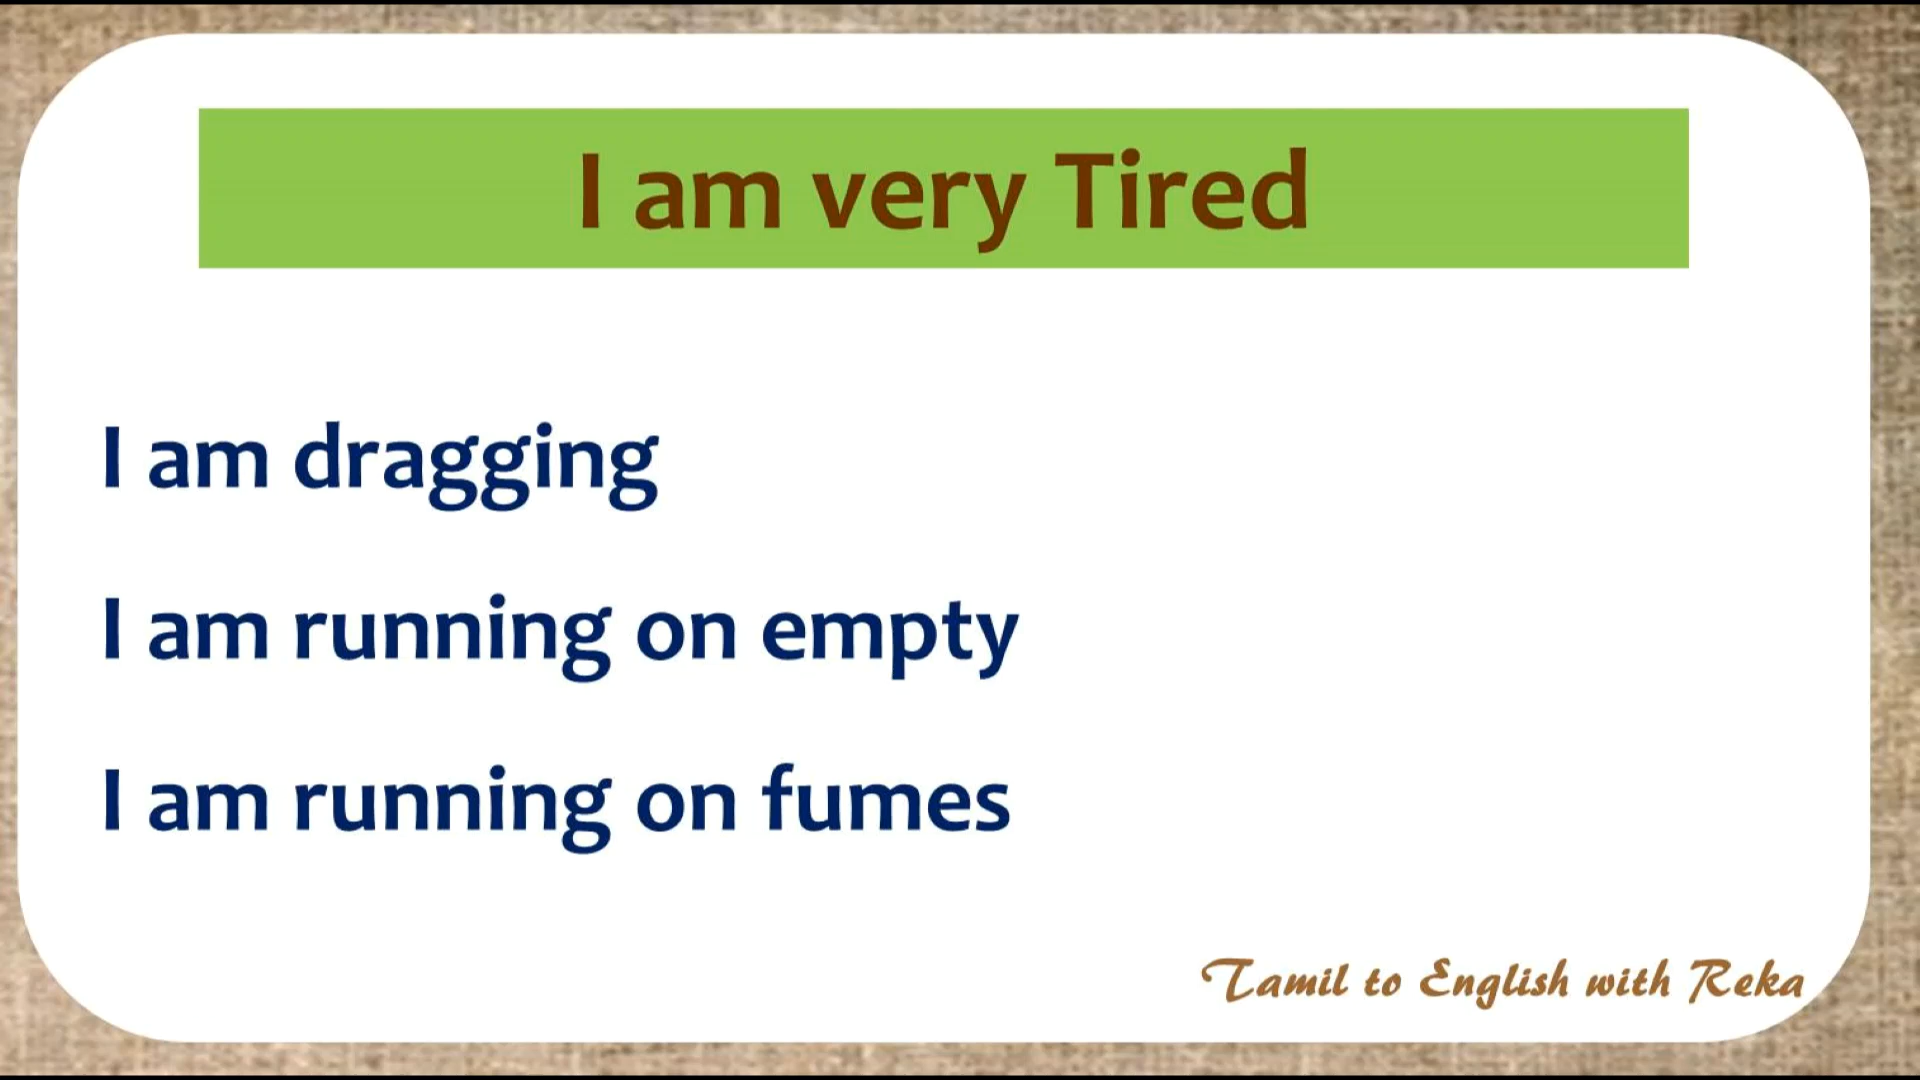 I am very Tired
I am dragging
I am running on empty
I am running on fumes
Tamil to English with Reka